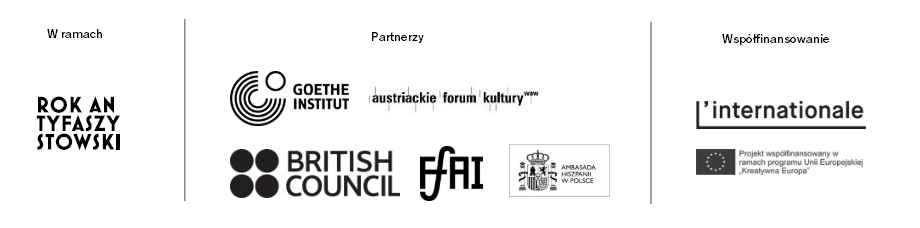 W ramach
ROK AN
TYFASZY
STOWSKI
Partnerzy
GOETHE
INSTITUT
austriackie forum kultury waw
BRITISH
COUNCIL
FfAI
AMBASADA
HISZPANII
W POLSCE
Współfinansowanie
l'internationale
Projekt współfinansowany w
ramach programu Unii Europejskiej
„Kreatywna Europa”